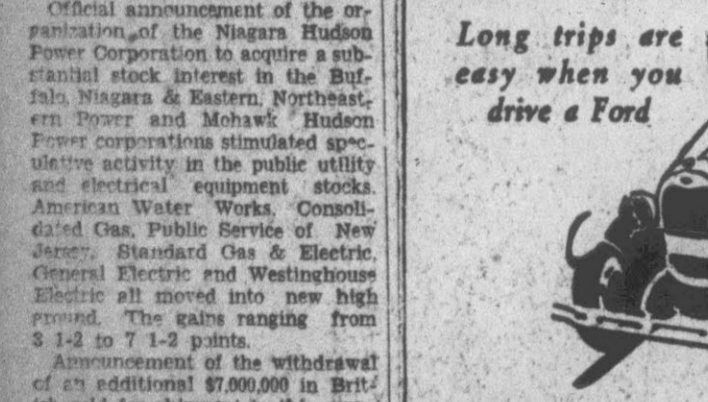 Official announcement of the or-
ganization of the Niagara Hudson
Power Corporation to acquire a sub-
stantial stock interest in the Buf-
falo, Niagara & Eastern, Northeast-
ern Power and Mohawk Hudson
Power corporations stimulated spec-
ulative activity in the public utility
and electrical equipment stocks.
American Water Works, Consoli-
dated Gas, Public Service of New
Jersey, Standard Gas & Electric,
General Electric and Westinghouse
Electric all moved into new high
ground. The gains ranging from
3 1-2 to 7 1-2 points.
Announcement of the withdrawal
of an additional $7,000,000 in Brit-
Long trips are
easy when you
drive a Ford